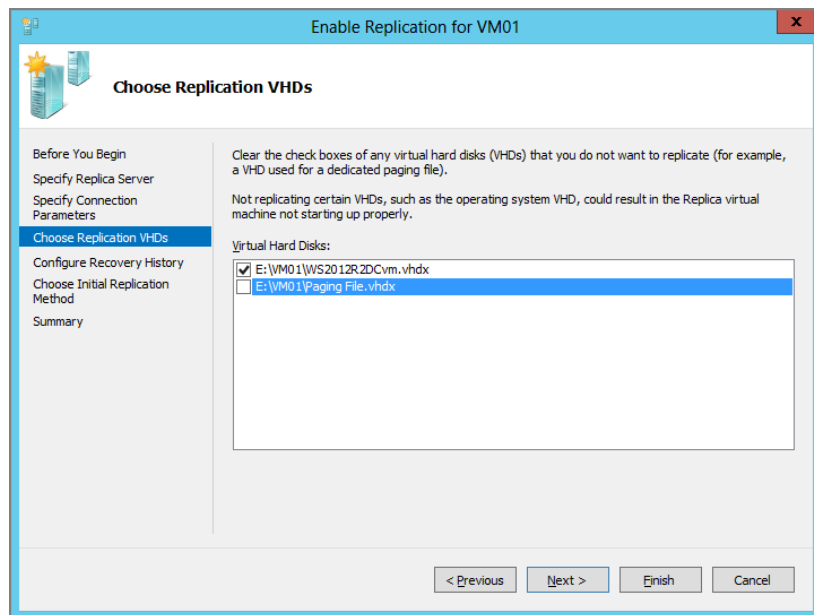 Enable Replication for VM01
x
Choose Replication VHDs
Before You Begin
Specify Replica Server
Specify Connection
Parameters
Choose Replication VHDs
Configure Recovery History
Choose Initial Replication
Method
Summary
Clear the check boxes of any virtual hard disks (VHDs) that you do not want to replicate (for example,
a VHD used for a dedicated paging file).
Not replicating certain VHDs, such as the operating system VHD, could result in the Replica virtual
machine not starting up properly.
Virtual Hard Disks:
E:\VM01\WS2012R2DCvm.vhdx
E:\VM01\Paging File.vhdx
< Previous
Next >
Finish
Cancel